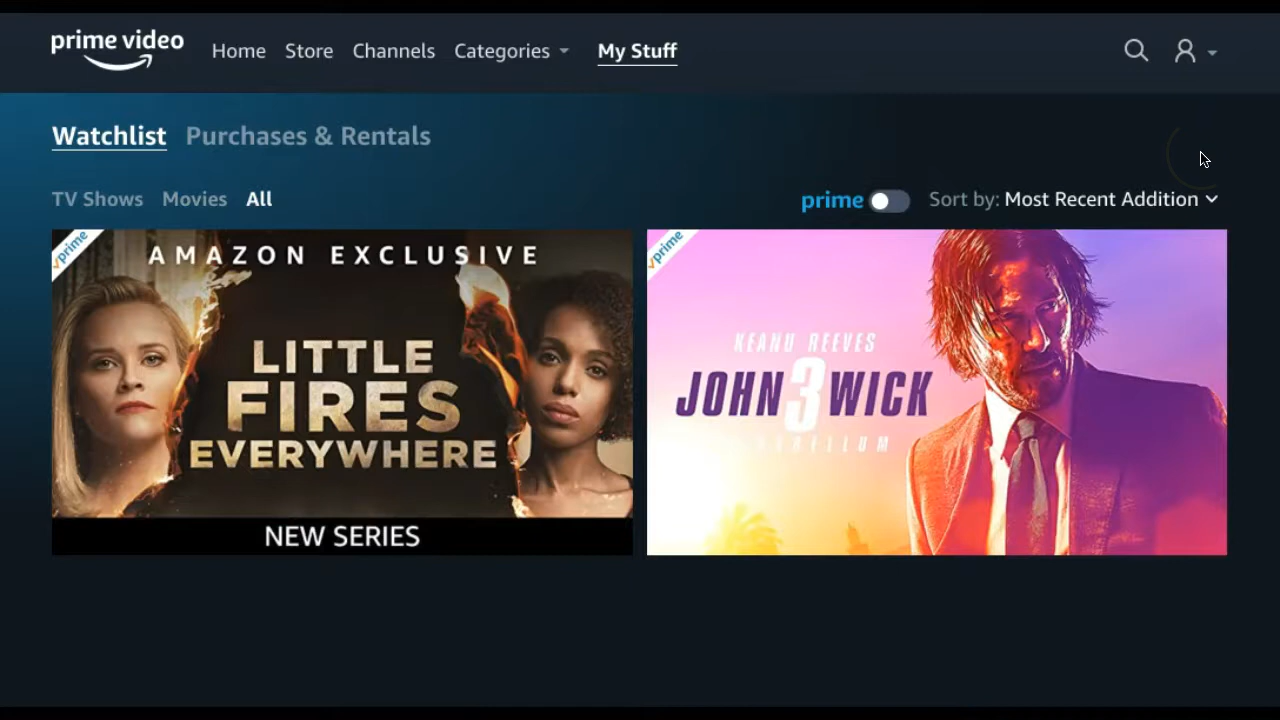 prime video
Home Store Channels Categories My Stuff
Watchlist Purchases & Rentals
TV Shows Movies All
prime Sort by: Most Recent Addition
prime
AMAZON EXCLUSIVE
LITTLE
FIRES
EVERYWHERE
NEW SERIES
prime
KEANU REEVES
JOHN 3 WICK